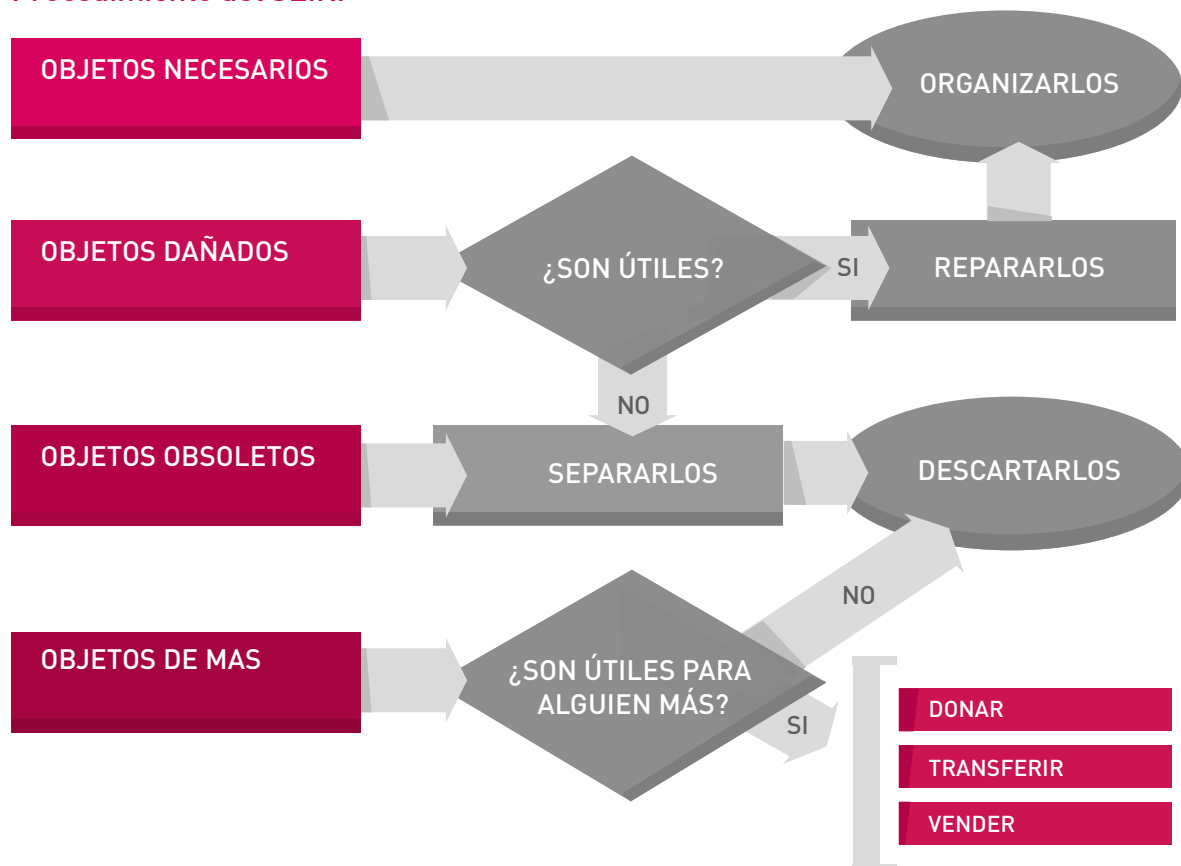 OBJETOS NECESARIOS
ORGANIZARLOS
OBJETOS DAÑADOS
¿SON ÚTILES?
SI
REPARARLOS
NO
OBJETOS OBSOLETOS
SEPARARLOS
DESCARTARLOS
NO
OBJETOS DE MAS
¿SON ÚTILES PARA
ALGUIEN MÁS?
SI
DONAR
TRANSFERIR
VENDER